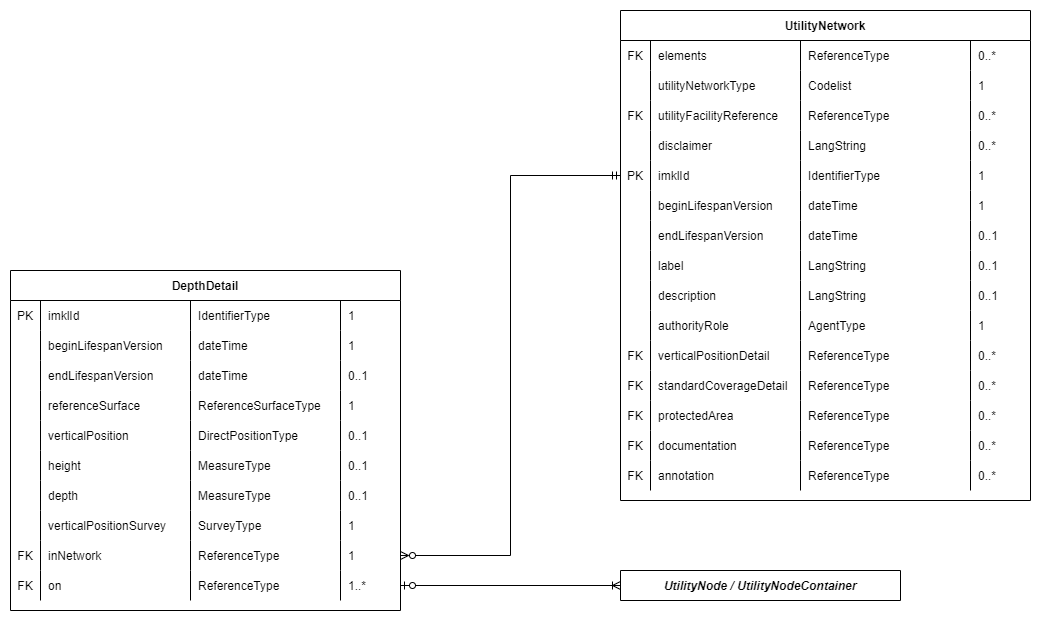 UtilityNetwork
FK elements ReferenceType 0..*
utilityNetworkType Codelist 1
FK utilityFacilityReference ReferenceType 0..*
disclaimer LangString 0..*
PK imklId IdentifierType 1
beginLifespanVersion dateTime 1
endLifespanVersion dateTime 0..1
label LangString 0..1
description LangString 0..1
authorityRole AgentType 1
FK verticalPositionDetail ReferenceType 0..*
FK standardCoverageDetail ReferenceType 0..*
FK protectedArea ReferenceType 0..*
FK documentation ReferenceType 0..*
FK annotation ReferenceType 0..*
DepthDetail
PK imklId IdentifierType 1
beginLifespanVersion dateTime 1
endLifespanVersion dateTime 0..1
referenceSurface ReferenceSurfaceType 1
verticalPosition DirectPositionType 0..1
height MeasureType 0..1
depth MeasureType 0..1
verticalPositionSurvey SurveyType 1
FK inNetwork ReferenceType 1
FK on ReferenceType 1..*
UtilityNode / UtilityNodeContainer